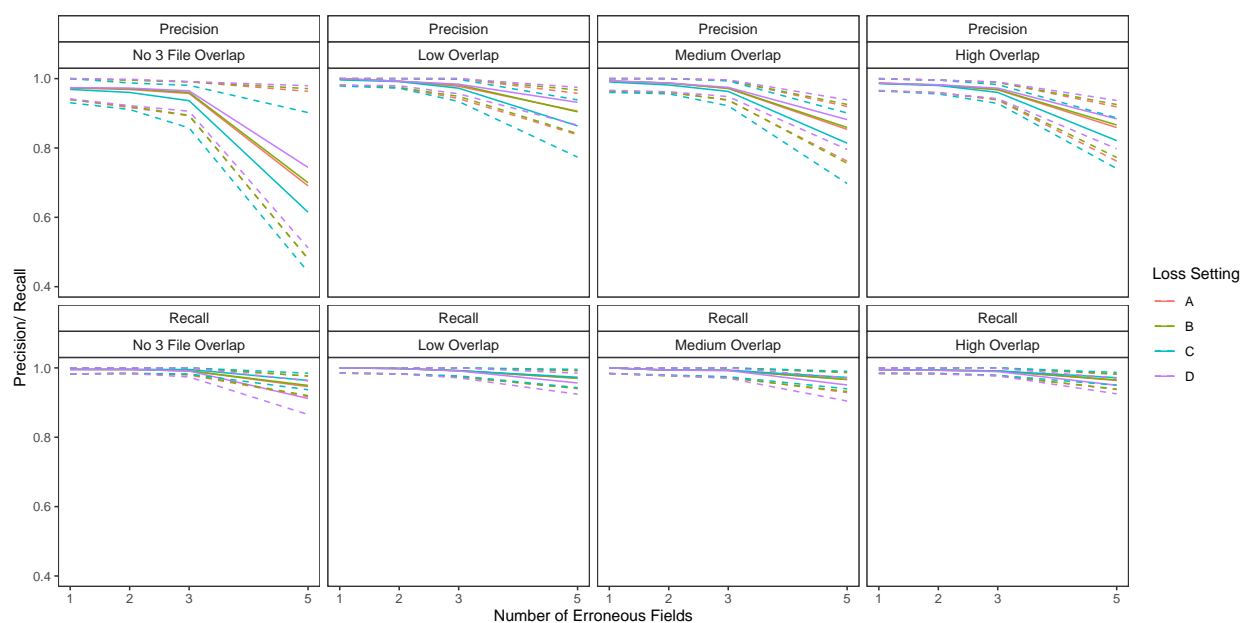 Precision Precision Precision Precision
No 3 File Overlap Low Overlap Medium Overlap High Overlap
1.0
0.8
0.6
0.4
Recall Recall Recall Recall
No 3 File Overlap Low Overlap Medium Overlap High Overlap
1.0
0.8
0.6
0.4
1 2 3 5 1 2 3 5 1 2 3 5 1 2 3 5
Number of Erroneous Fields
Precision/ Recall
Loss Setting
A
B
C
D